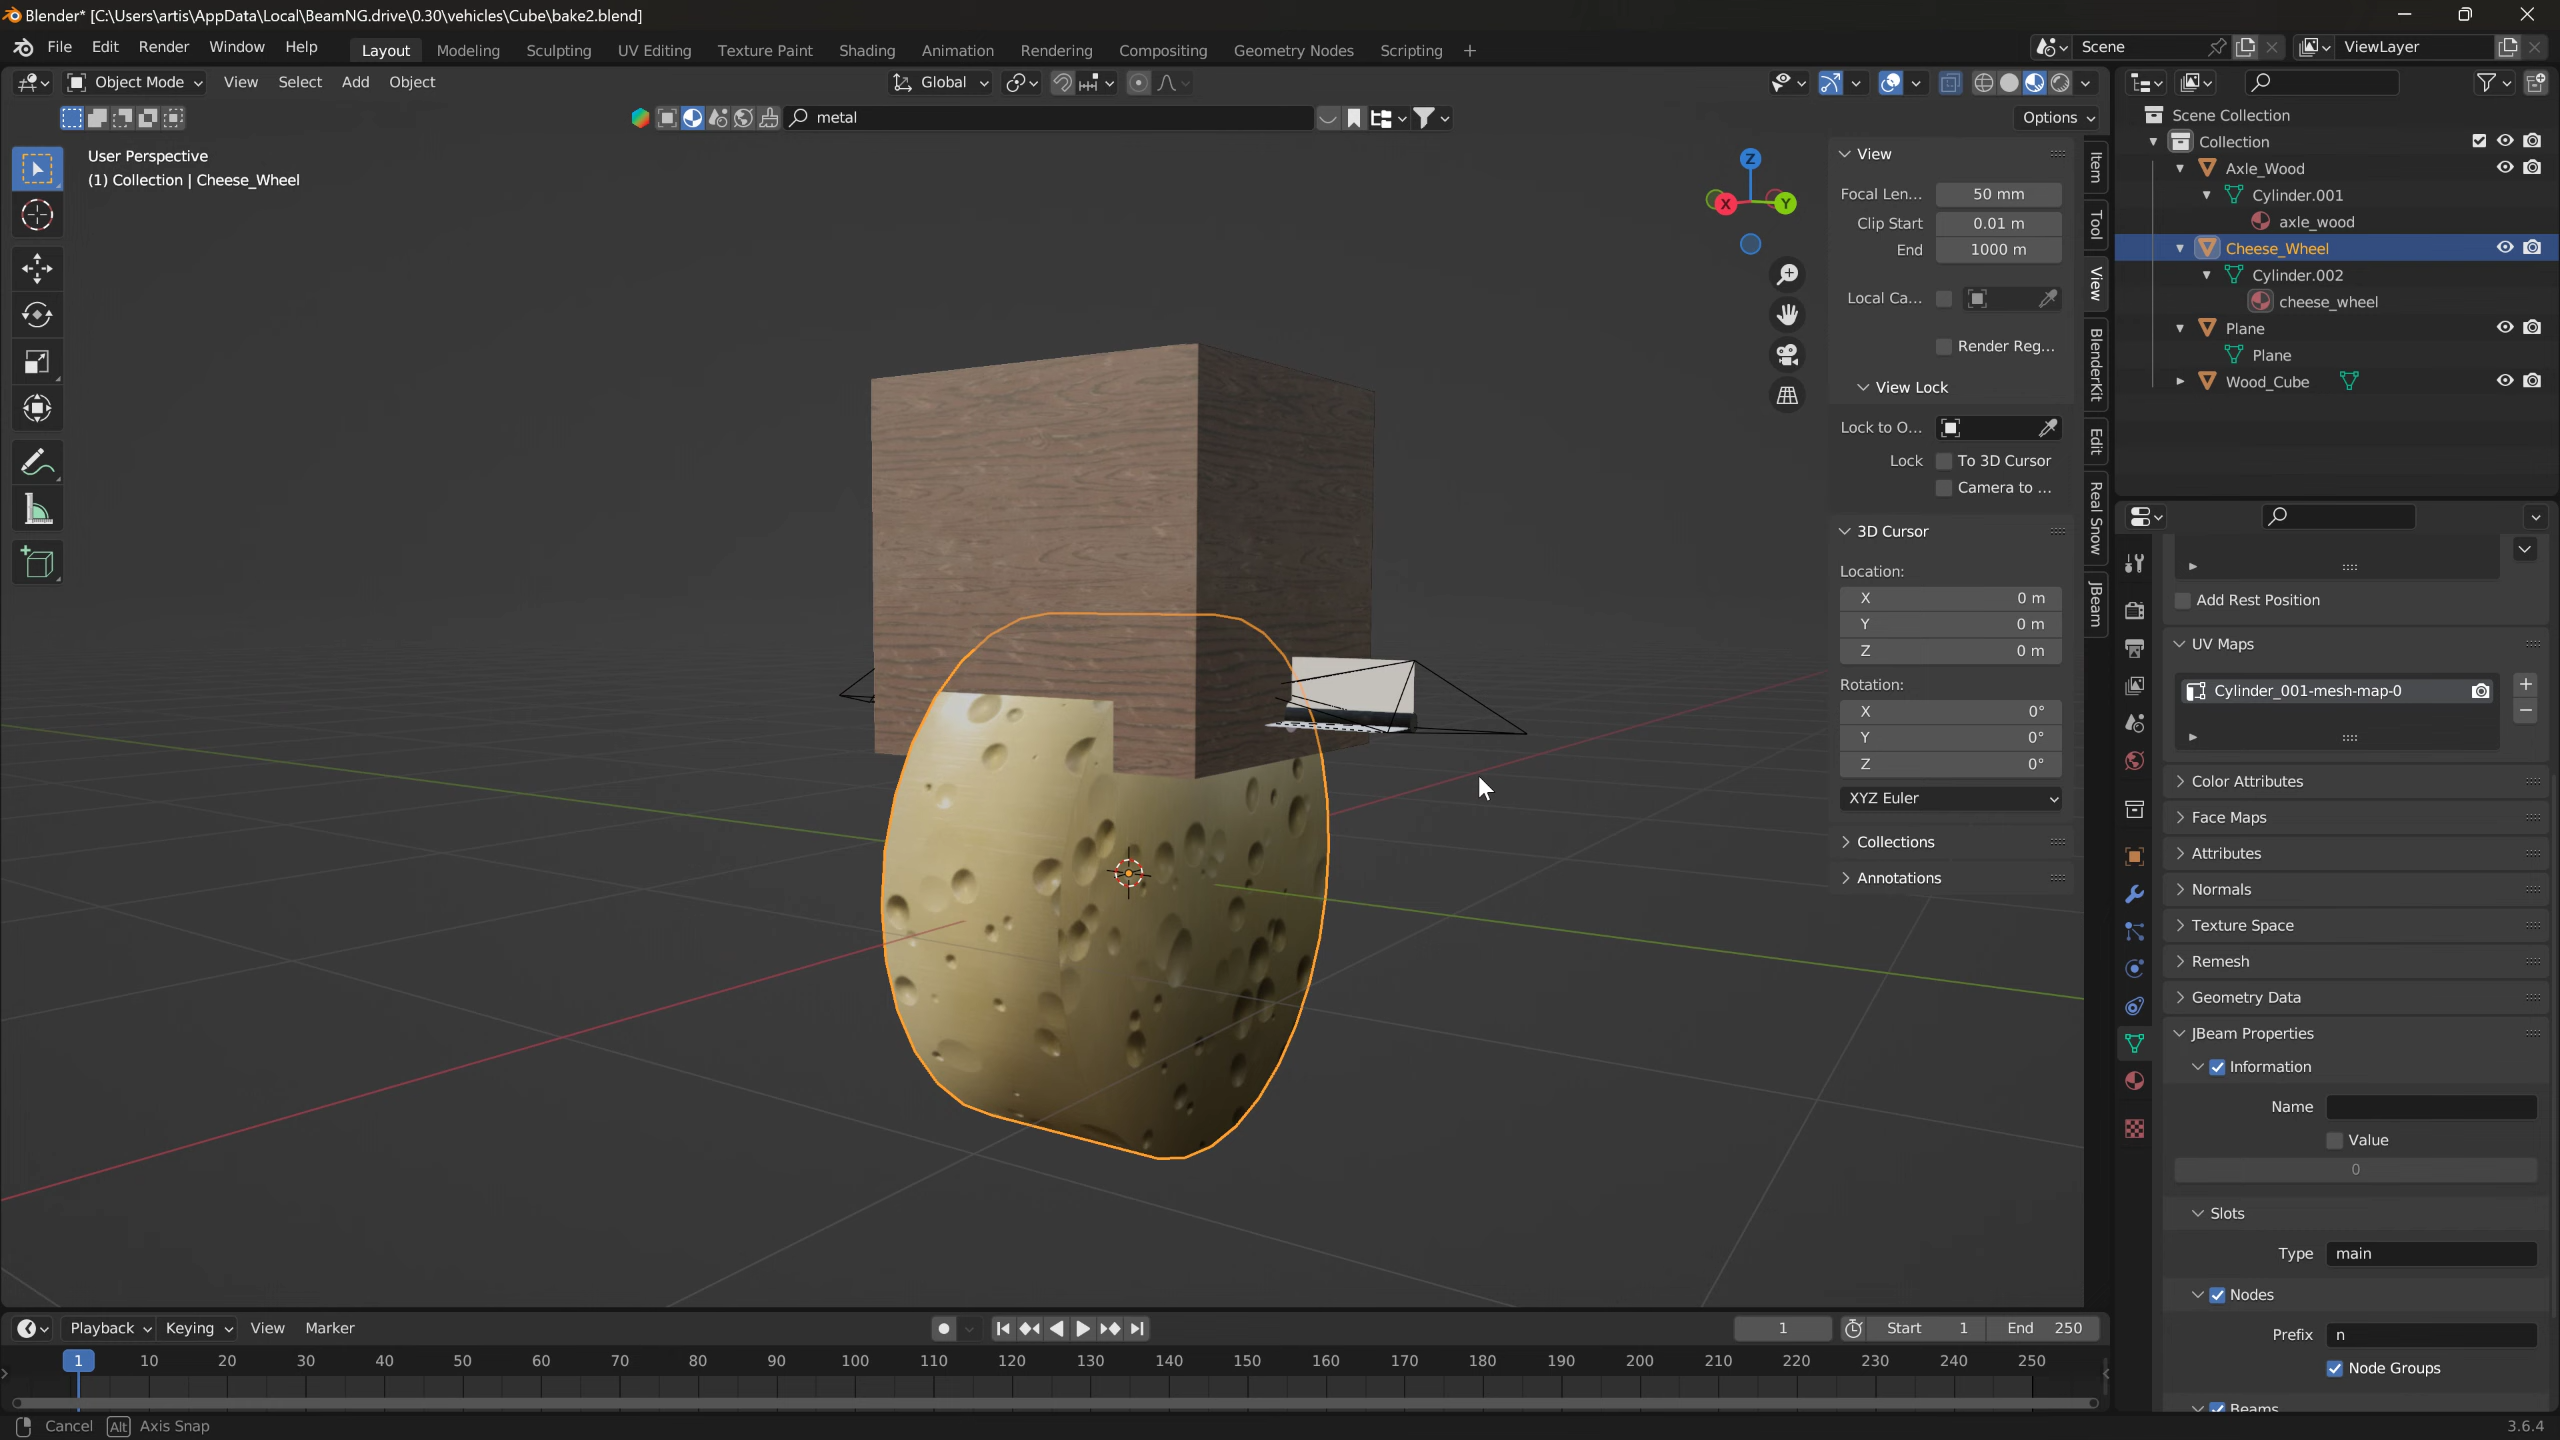 Blender* [C:\Users\artis\AppData\Local\BeamNG.drive\0.30\vehicles\Cube\bake2.blend]
File Edit Render Window Help Layout Modeling Sculpting UV Editing Texture Paint Shading Animation Rendering Compositing Geometry Nodes Scripting + Scene ViewLayer
Object Mode View Select Add Object Global
metal Options
User Perspective
(1) Collection | Cheese_Wheel
Z
X
Y
View
Focal Len... 50 mm
Clip Start 0.01 m
End 1000 m
Local Ca...
Render Reg...
View Lock
Lock to O...
Lock To 3D Cursor
Camera to ...
3D Cursor
Location:
X 0 m
Y 0 m
Z 0 m
Rotation:
X 0°
Y 0°
Z 0°
XYZ Euler
Collections
Annotations
Item
Tool
View
BlenderKit
Edit
Real Snow
JBeam
Scene Collection
Collection
Axle_Wood
Cylinder.001
axle_wood
Cheese_Wheel
Cylinder.002
cheese_wheel
Plane
Plane
Wood_Cube
Add Rest Position
UV Maps
Cylinder_001-mesh-map-0
Color Attributes
Face Maps
Attributes
Normals
Texture Space
Remesh
Geometry Data
JBeam Properties
Information
Name
Value
0
Slots
Type main
Nodes
Prefix n
Node Groups
Beams
Playback Keying View Marker 1 Start 1 End 250
1 10 20 30 40 50 60 70 80 90 100 110 120 130 140 150 160 170 180 190 200 210 220 230 240 250
Cancel Alt Axis Snap 3.6.4